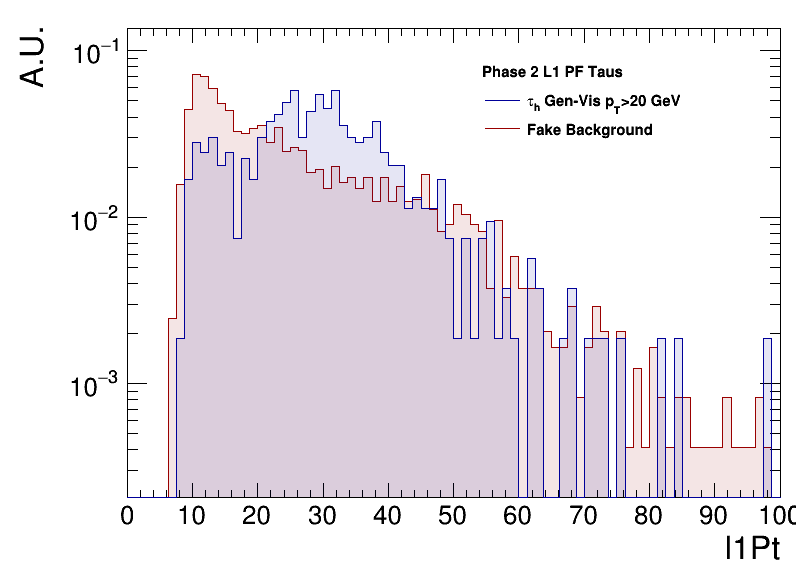 A.U.
10⁻¹
10⁻²
10⁻³
Phase 2 L1 PF Taus
τₕ Gen-Vis p_T>20 GeV
Fake Background
0 10 20 30 40 50 60 70 80 90 100
l1Pt